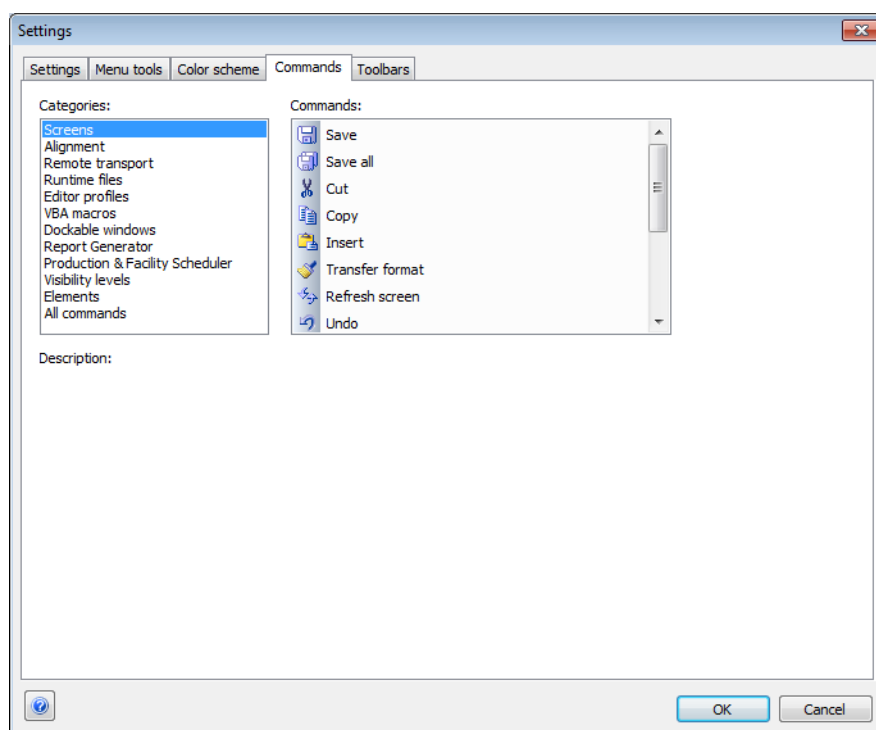 Settings
Settings Menu tools Color scheme Commands Toolbars
Categories:
Screens
Alignment
Remote transport
Runtime files
Editor profiles
VBA macros
Dockable windows
Report Generator
Production & Facility Scheduler
Visibility levels
Elements
All commands
Commands:
Save
Save all
Cut
Copy
Insert
Transfer format
Refresh screen
Undo
Description:
OK Cancel